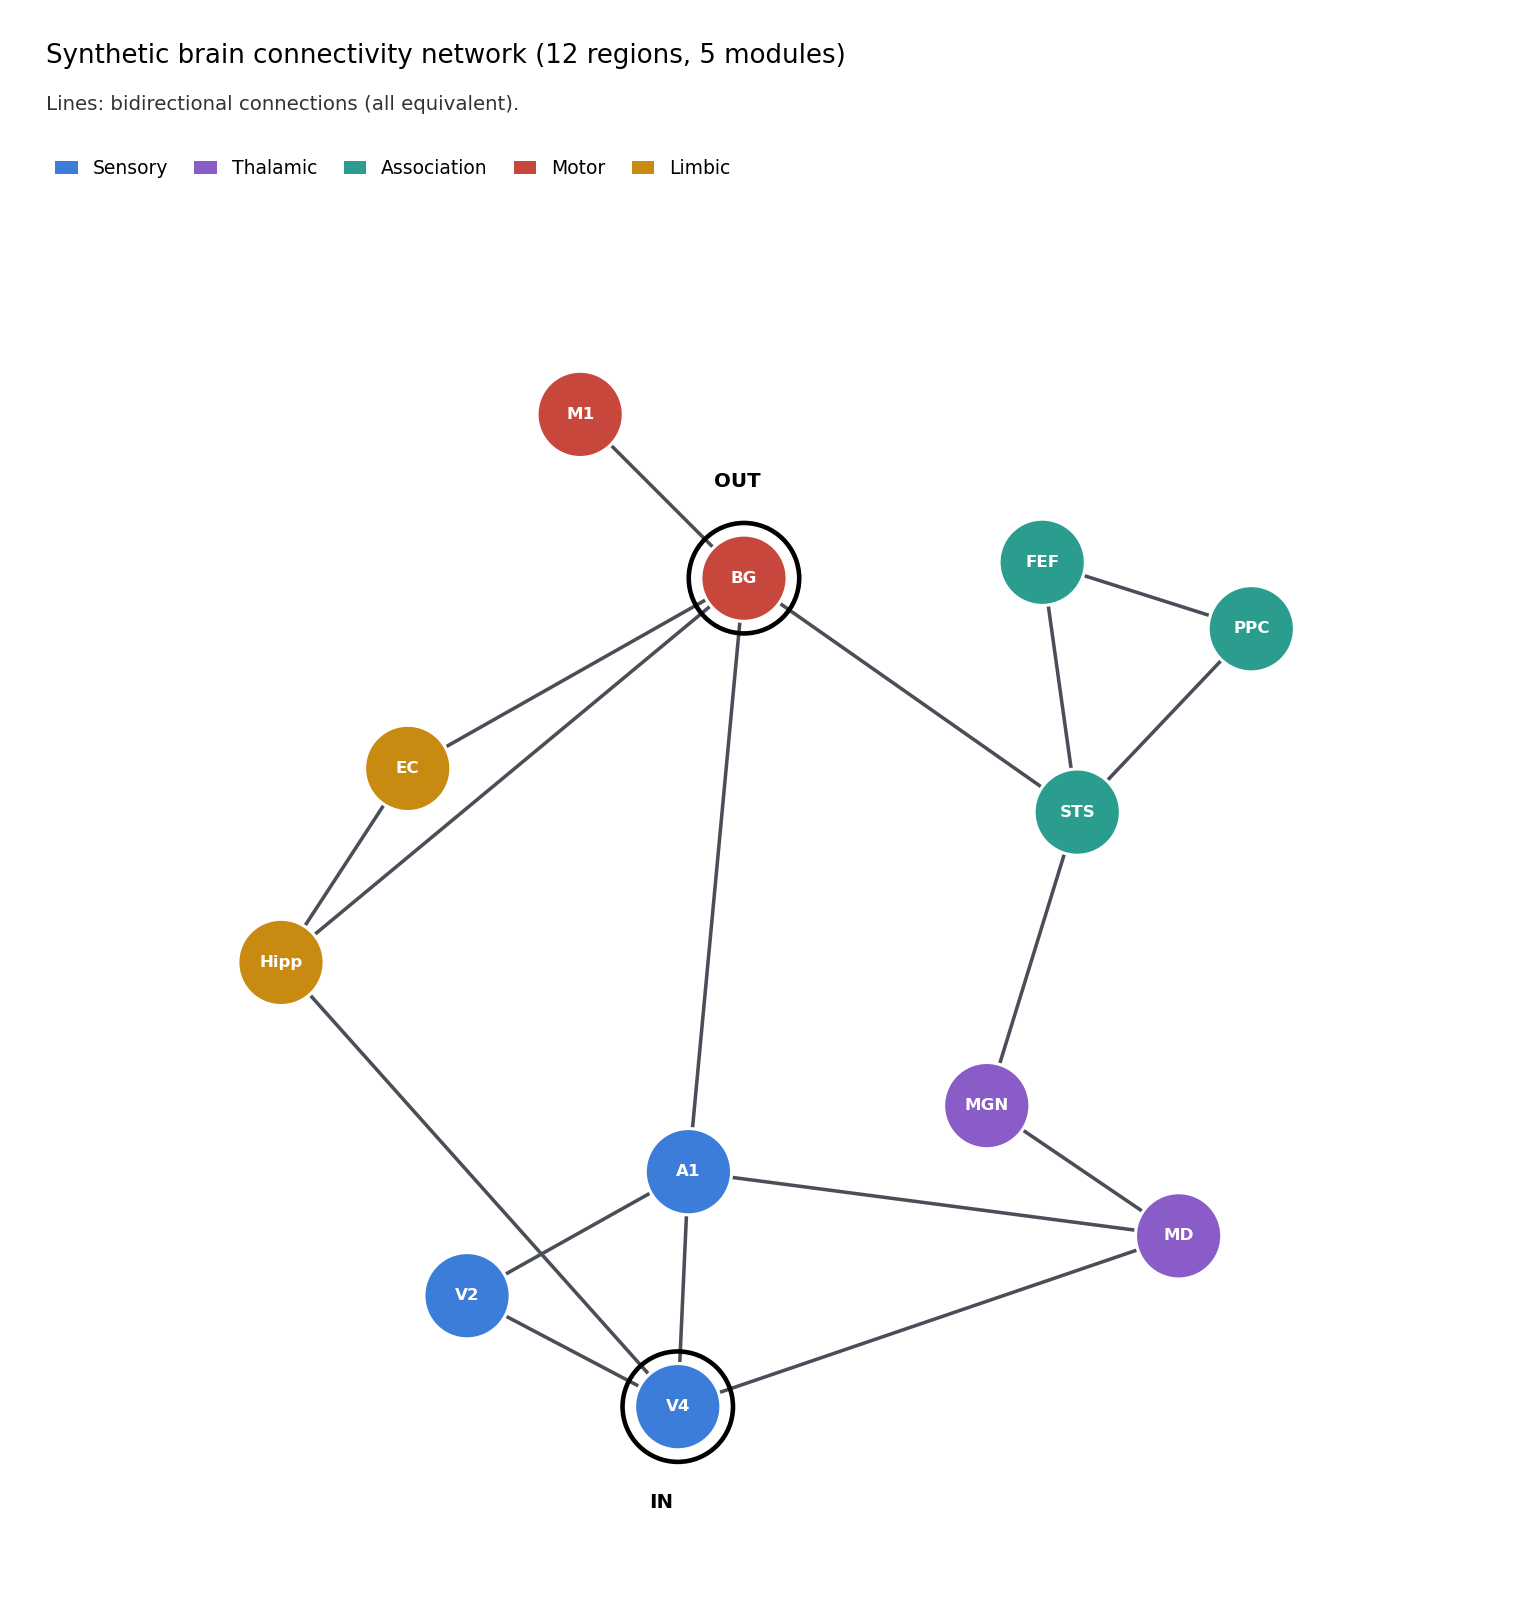 Synthetic brain connectivity network (12 regions, 5 modules)
Lines: bidirectional connections (all equivalent).
Sensory Thalamic Association Motor Limbic
M1
OUT
FEF
BG
PPC
EC
STS
Hipp
MGN
A1
MD
V2
V4
IN